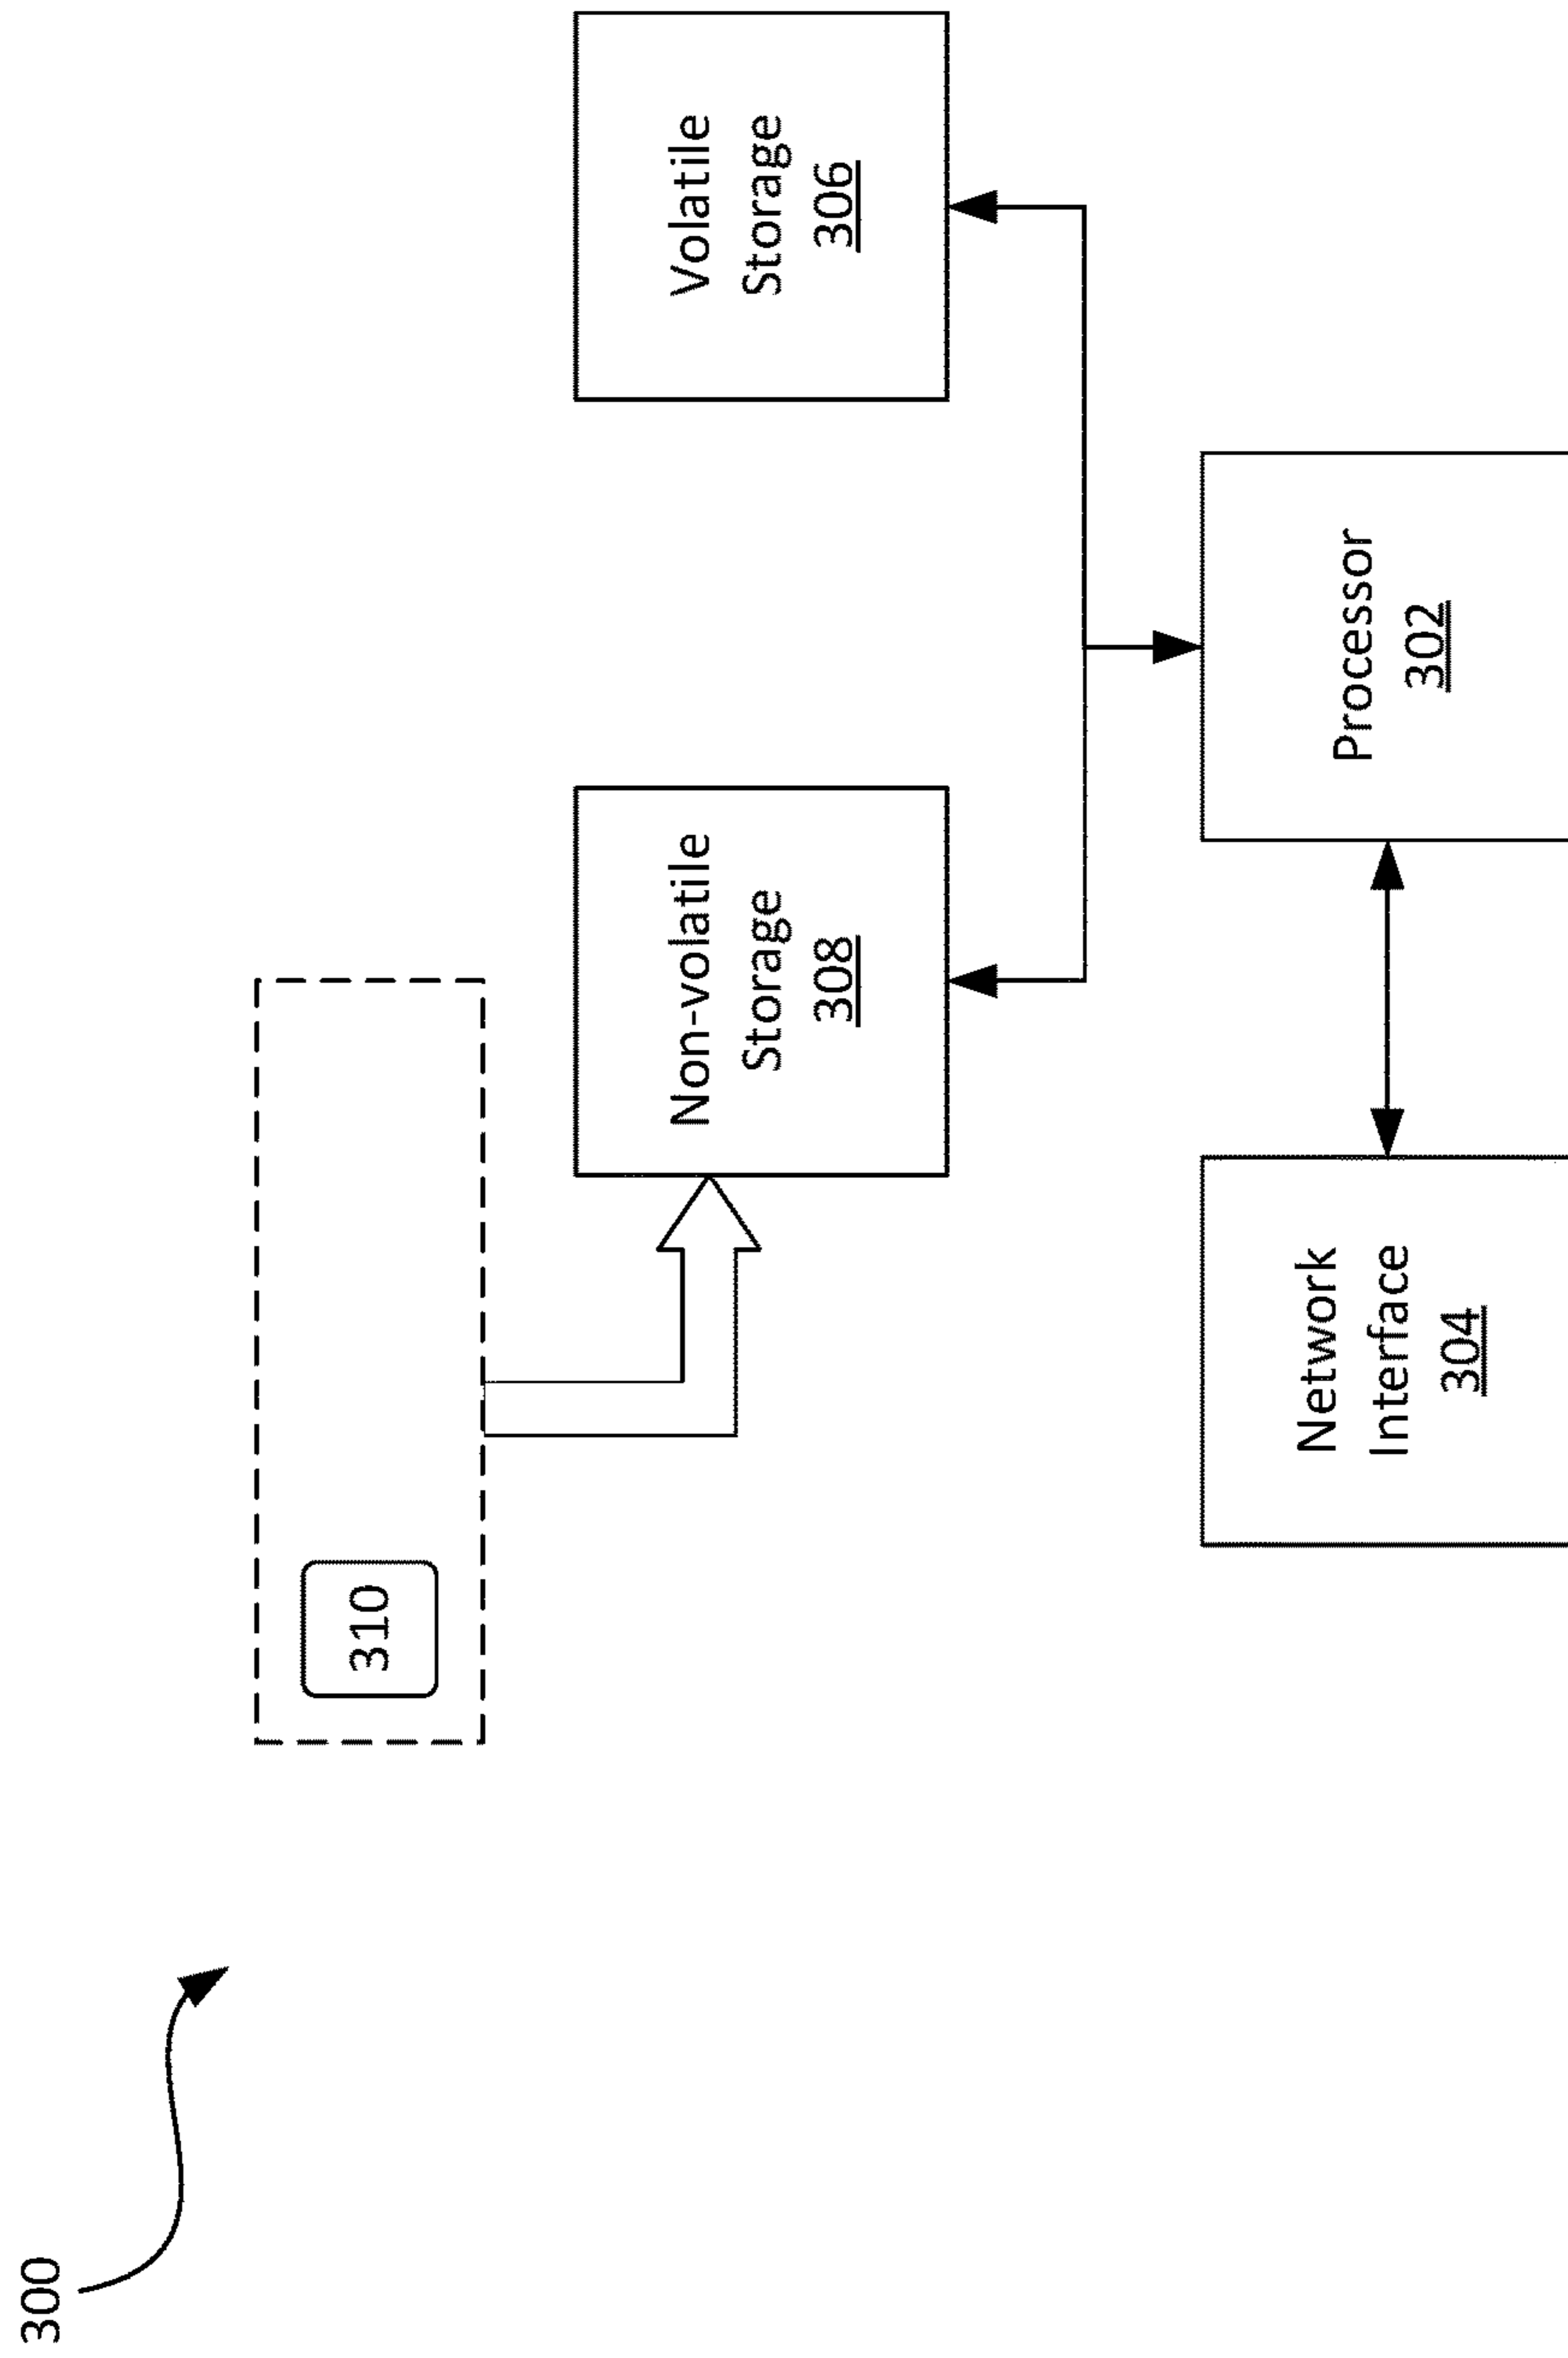 300
310
Non-volatile
Storage
308
Volatile
Storage
306
Network
Interface
304
Processor
302